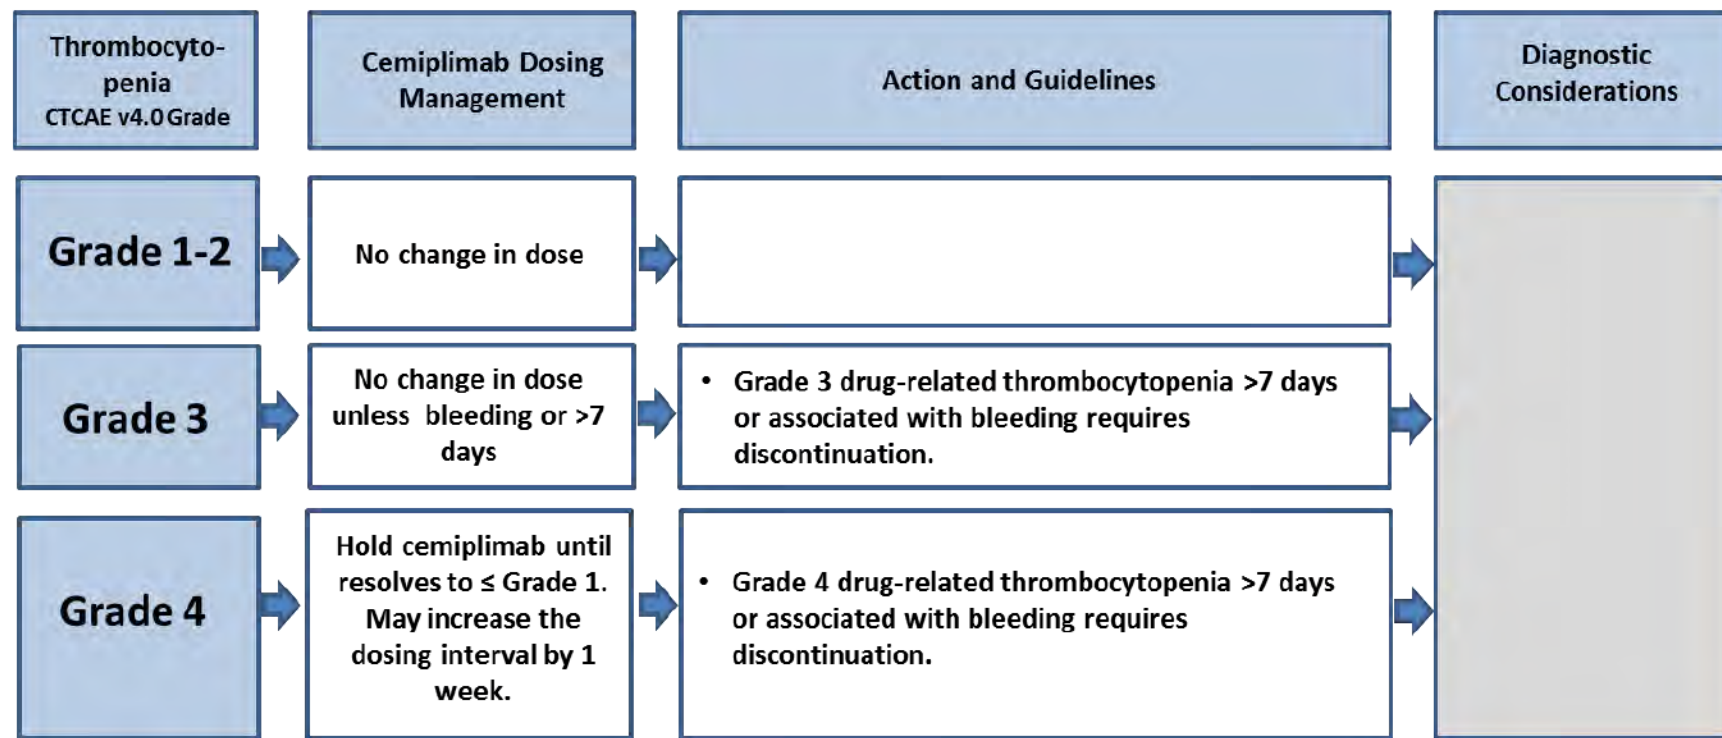 Thrombocyto-
penia
CTCAE v4.0 Grade
Cemiplimab Dosing
Management
Action and Guidelines
Diagnostic
Considerations
Grade 1-2
No change in dose
Grade 3
No change in dose
unless bleeding or >7
days
• Grade 3 drug-related thrombocytopenia >7 days
or associated with bleeding requires
discontinuation.
Grade 4
Hold cemiplimab until
resolves to ≤ Grade 1.
May increase the
dosing interval by 1
week.
• Grade 4 drug-related thrombocytopenia >7 days
or associated with bleeding requires
discontinuation.